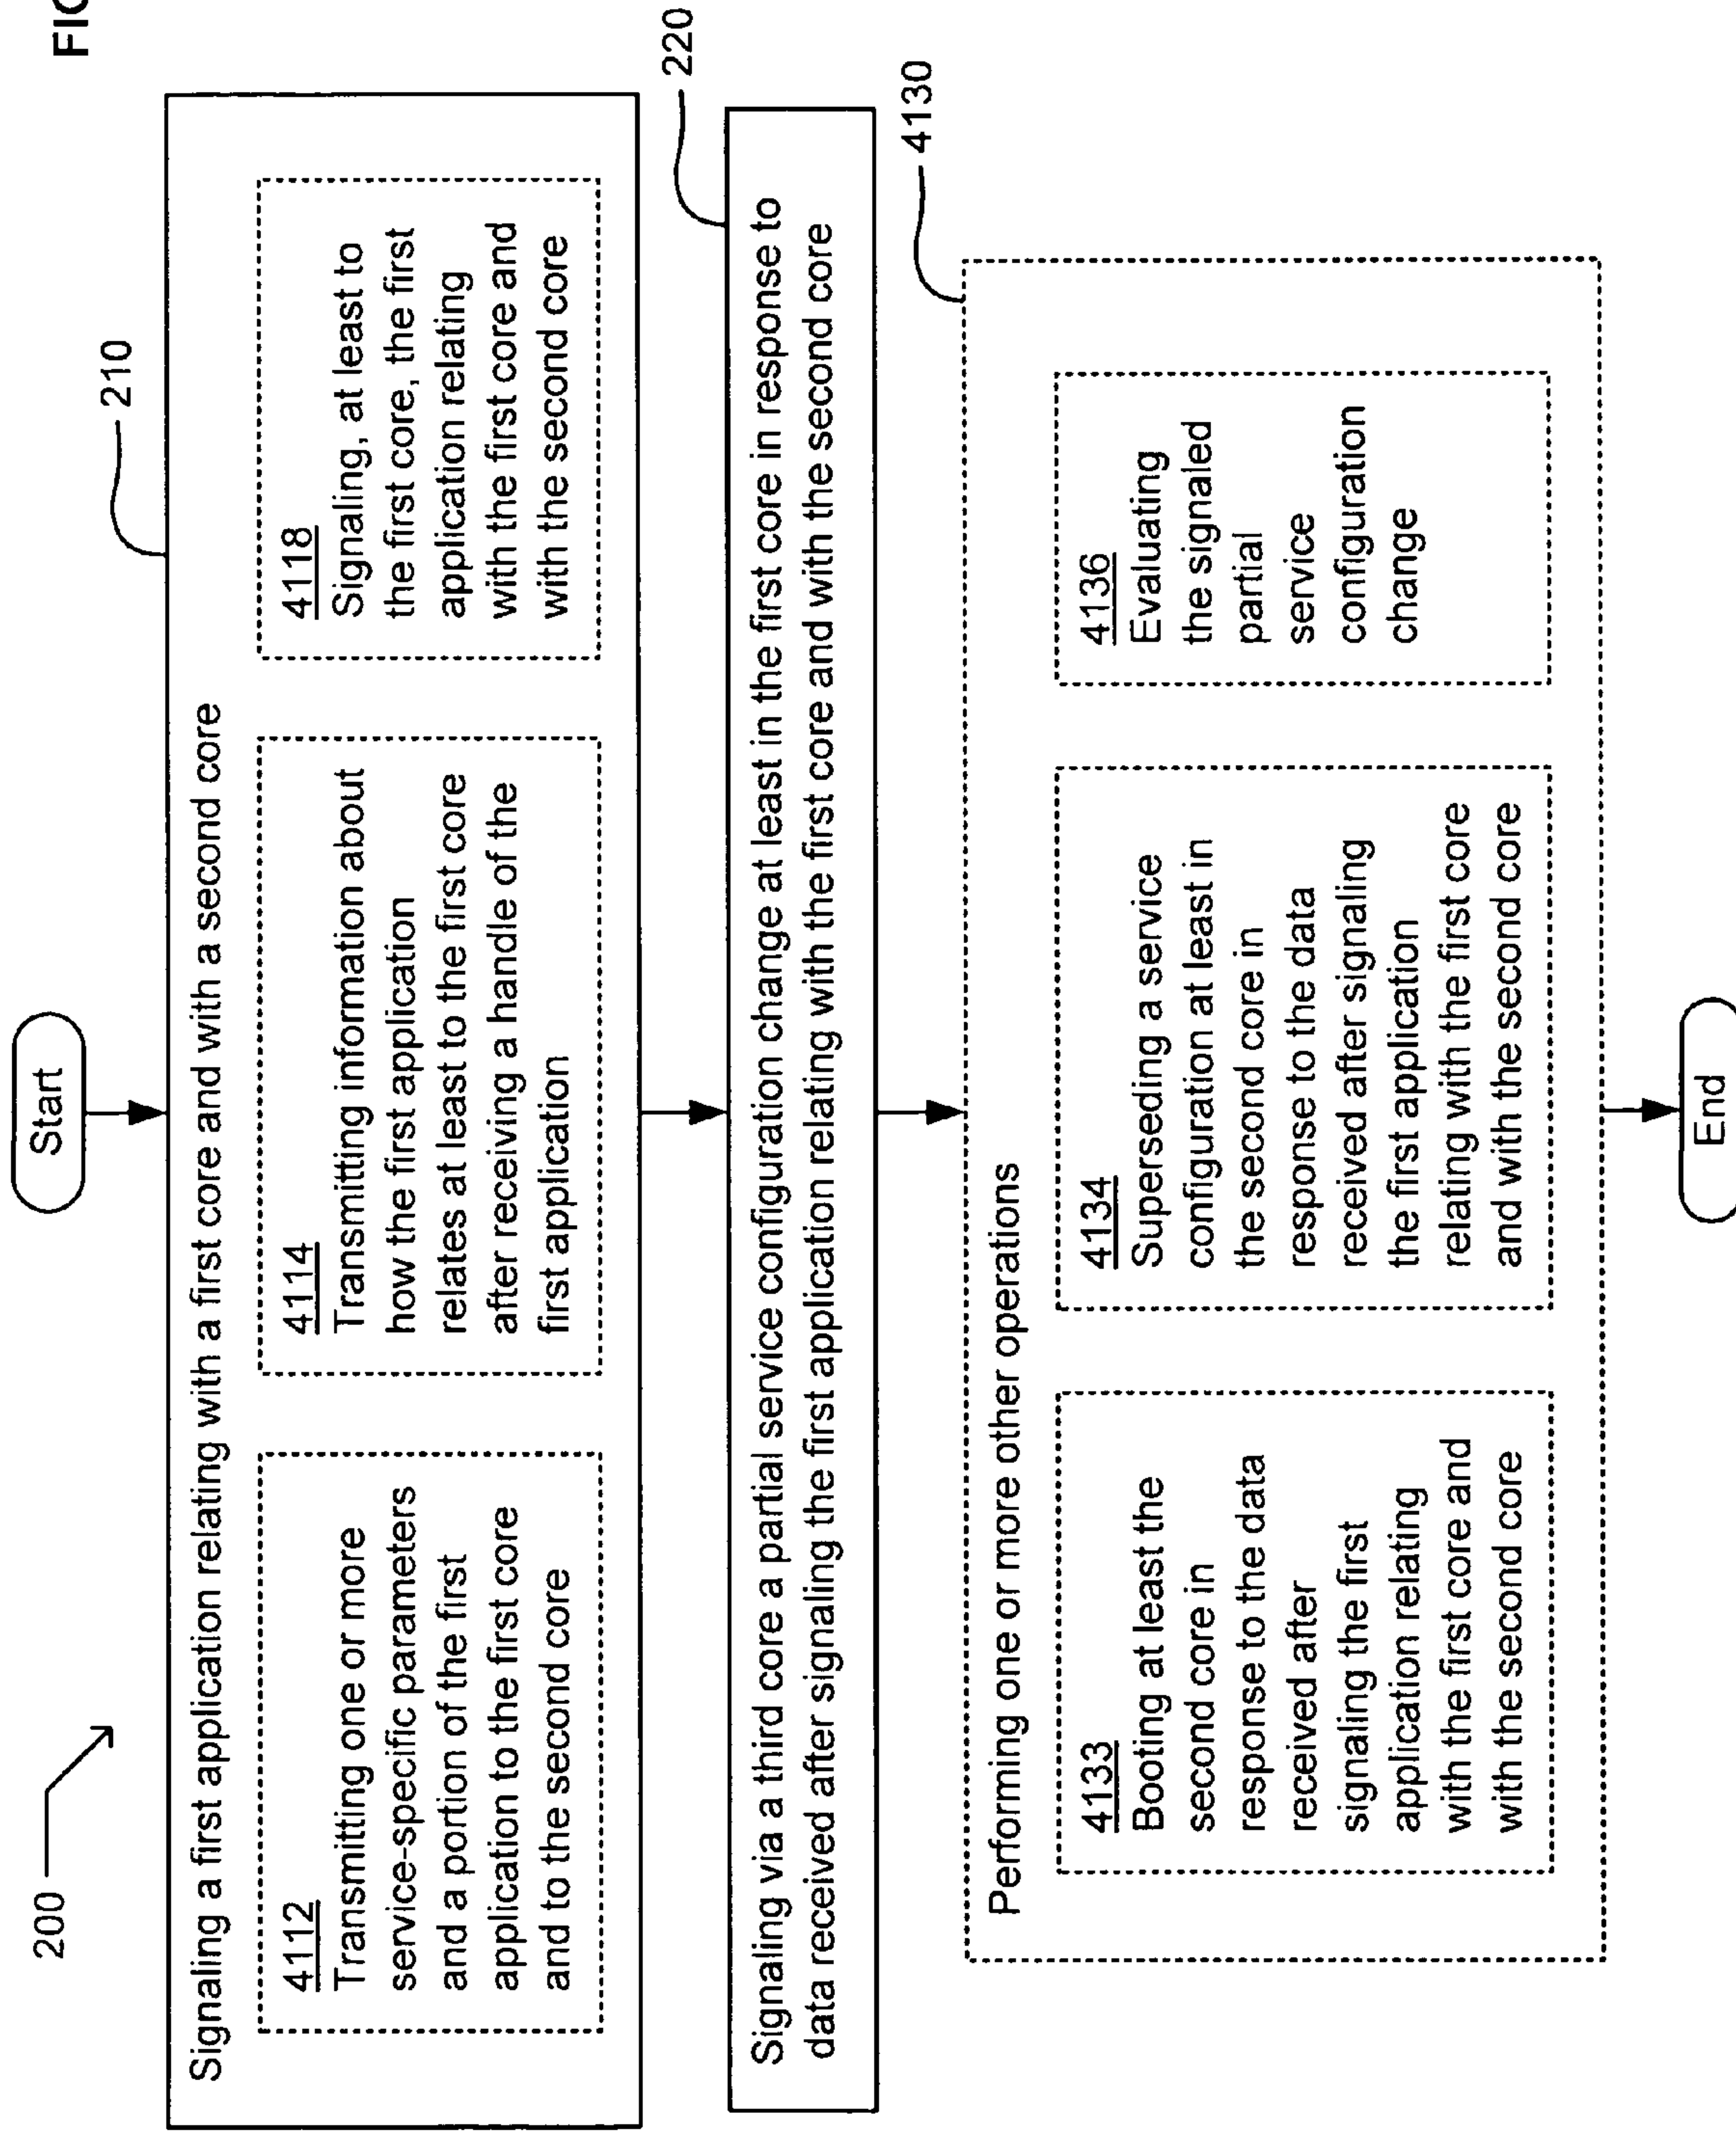 FIG
200
Start
210
Signaling a first application relating with a first core and with a second core
4112
Transmitting one or more
service-specific parameters
and a portion of the first
application to the first core
and to the second core
4114
Transmitting information about
how the first application
relates at least to the first core
after receiving a handle of the
first application
4118
Signaling, at least to
the first core, the first
application relating
with the first core and
with the second core
220
Signaling via a third core a partial service configuration change at least in the first core in response to
data received after signaling the first application relating with the first core and with the second core
4130
Performing one or more other operations
4133
Booting at least the
second core in
response to the data
received after
signaling the first
application relating
with the first core and
with the second core
4134
Superseding a service
configuration at least in
the second core in
response to the data
received after signaling
the first application
relating with the first core
and with the second core
4136
Evaluating
the signaled
partial
service
configuration
change
End